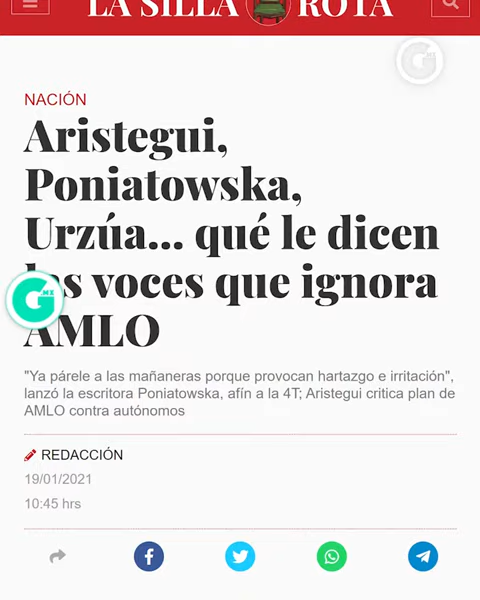 LA SILLA ROTA
NACIÓN
Aristegui,
Poniatowska,
Urzúa... qué le dicen
las voces que ignora
AMLO
"Ya párele a las mañaneras porque provocan hartazgo e irritación",
lanzó la escritora Poniatowska, afín a la 4T; Aristegui critica plan de
AMLO contra autónomos
REDACCIÓN
19/01/2021
10:45 hrs